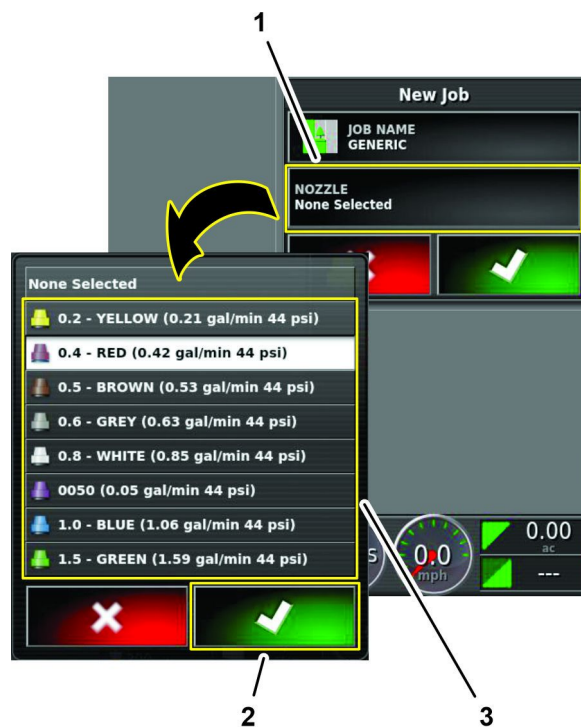 1
New Job
JOB NAME
GENERIC
NOZZLE
None Selected
None Selected
0.2 - YELLOW (0.21 gal/min 44 psi)
0.4 - RED (0.42 gal/min 44 psi)
0.5 - BROWN (0.53 gal/min 44 psi)
0.6 - GREY (0.63 gal/min 44 psi)
0.8 - WHITE (0.85 gal/min 44 psi)
0050 (0.05 gal/min 44 psi)
1.0 - BLUE (1.06 gal/min 44 psi)
1.5 - GREEN (1.59 gal/min 44 psi)
S
0.0
mph
0.00
ac
---
2
3